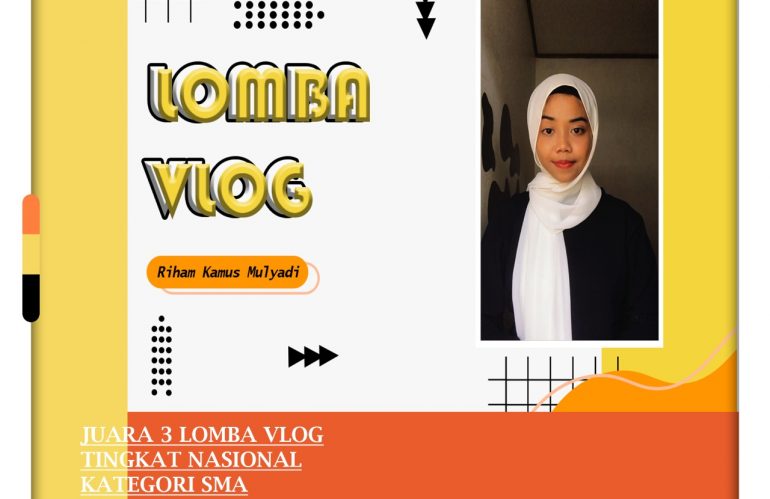 LOMBA
VLOG
Riham Kamus Mulyadi
JUARA 3 LOMBA VLOG
TINGKAT NASIONAL
KATEGORI SMA